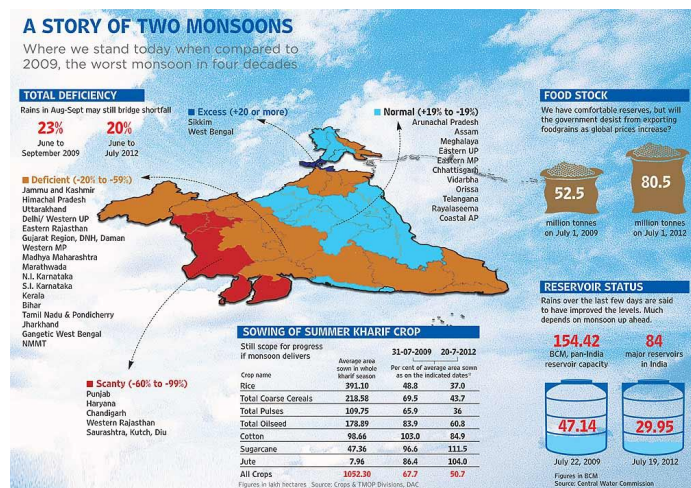 A STORY OF TWO MONSOONS
Where we stand today when compared to
2009, the worst monsoon in four decades
TOTAL DEFICIENCY
Rains in Aug-Sept may still bridge shortfall
23% 20%
June to June to
September 2009 July 2012
Excess (+20 or more)
Sikkim
West Bengal
Normal (+19% to -19%)
Arunachal Pradesh
Assam
Meghalaya
Eastern UP
Eastern MP
Chhattisgarh
Vidarbha
Orissa
Telangana
Rayalaseema
Coastal AP
Deficient (-20% to -59%)
Jammu and Kashmir
Himachal Pradesh
Uttarakhand
Delhi/ Western UP
Eastern Rajasthan
Gujarat Region, DNH, Daman
Western MP
Madhya Maharashtra
Marathwada
N.I. Karnataka
S.I. Karnataka
Kerala
Bihar
Tamil Nadu & Pondicherry
Jharkhand
Gangetic West Bengal
NMMT
Scanty (-60% to -99%)
Punjab
Haryana
Chandigarh
Western Rajasthan
Saurashtra, Kutch, Diu
FOOD STOCK
We have comfortable reserves, but will
the government desist from exporting
foodgrains as global prices increase?
52.5 80.5
million tonnes million tonnes
on July 1, 2009 on July 1, 2012
RESERVOIR STATUS
Rains over the last few days are said
to have improved the levels. Much
depends on monsoon up ahead.
154.42 84
BCM, pan-India major reservoirs
reservoir capacity in India
47.14 29.95
July 22, 2009 July 19, 2012
Figures in BCM
Source: Central Water Commission
SOWING OF SUMMER KHARIF CROP
Still scope for progress
if monsoon delivers
Average area
sown in whole
kharif season
31-07-2009 20-7-2012
Per cent of average area sown
as on the indicated dates"
Crop name
Rice 391.10 48.8 37.0
Total Coarse Cereals 218.58 69.5 43.7
Total Pulses 109.75 65.9 36
Total Oilseed 178.89 83.9 60.8
Cotton 98.66 103.0 84.9
Sugarcane 47.36 96.6 111.5
Jute 7.96 86.4 104.0
All Crops 1052.30 67.7 50.7
Figures in lakh hectares Source: Crops & TMOP Divisions, DAC